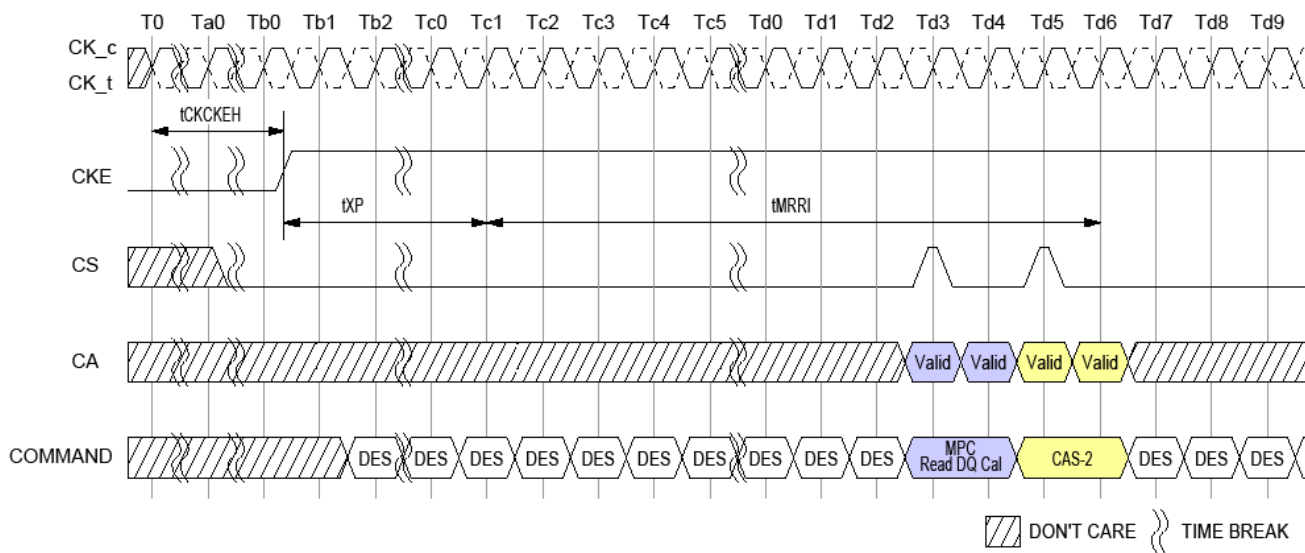 T0 Ta0 Tb0 Tb1 Tb2 Tc0 Tc1 Tc2 Tc3 Tc4 Tc5 Td0 Td1 Td2 Td3 Td4 Td5 Td6 Td7 Td8 Td9
CK_c
CK_t
tCKCKEH
CKE
tXP tMRRI
CS
CA Valid Valid Valid Valid
COMMAND DES DES DES DES DES DES DES DES DES DES MPC Read DQ Cal CAS-2 DES DES DES
DON'T CARE TIME BREAK